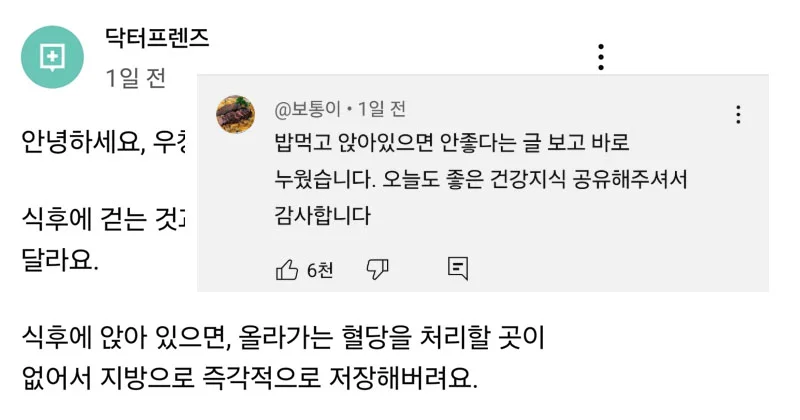 닥터프렌즈
1일 전
안녕하세요,
식후에 걷는
달라요.
식후에 앉아 있으면, 올라가는 혈당을 처리할 곳이
없어서 지방으로 즉각적으로 저장해버려요.
@보통이 • 1일 전
밥먹고 앉아있으면 안좋다는 글 보고 바로
누웠습니다. 오늘도 좋은 건강지식 공유해주셔서
감사합니다
6천